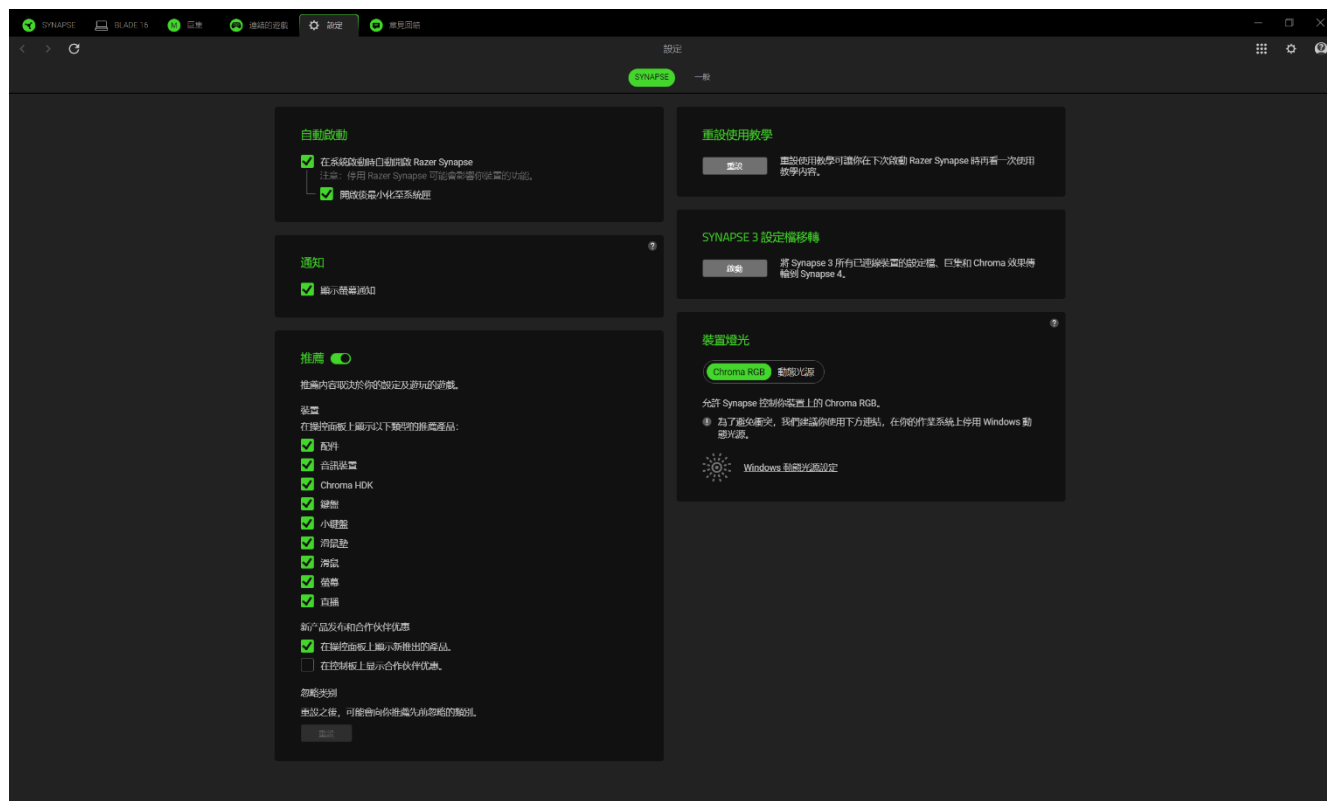 SYNAPSE
BLADE 16
巨集
連結的遊戲
設定
意見回饋
設定
SYNAPSE
一般
自動啟動
在系統啟動時自動開啟 Razer Synapse
注意：停用 Razer Synapse 可能會影響你裝置的功能。
開啟後最小化至系統匣
通知
顯示螢幕通知
推薦
推薦內容取決於你的設定及遊玩的遊戲。
裝置
在操控面板上顯示以下類型的推薦產品：
配件
音訊裝置
Chroma HDK
鍵盤
小鍵盤
滑鼠墊
滑鼠
螢幕
直播
新产品发布和合作伙伴优惠
在操控面板上顯示新推出的產品。
在控制板上显示合作伙伴优惠。
忽略类别
重設之後，可能會向你推薦先前忽略的類別。
重設
重設使用教學
重設
重設使用教學可讓你在下次啟動 Razer Synapse 時再看一次使用
教學內容。
SYNAPSE 3 設定檔移轉
啟動
將 Synapse 3 所有已連線裝置的設定檔、巨集和 Chroma 效果傳
輸到 Synapse 4。
裝置燈光
Chroma RGB
動態光源
允許 Synapse 控制你裝置上的 Chroma RGB。
為了避免衝突，我們建議你使用下方連結，在你的作業系統上停用 Windows 動
態光源。
Windows 動態光源設定